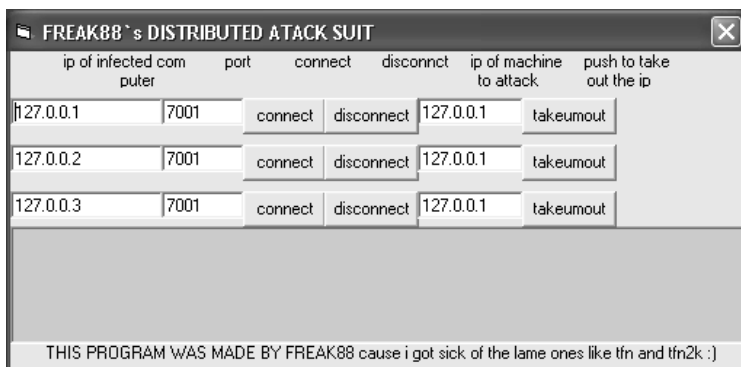 FREAK88`s DISTRIBUTED ATACK SUIT
ip of infected com port connect disconnct ip of machine push to take
puter to attack out the ip
127.0.0.1 7001 connect disconnect 127.0.0.1 takeumout
127.0.0.2 7001 connect disconnect 127.0.0.1 takeumout
127.0.0.3 7001 connect disconnect 127.0.0.1 takeumout
THIS PROGRAM WAS MADE BY FREAK88 cause i got sick of the lame ones like tfn and tfn2k :)